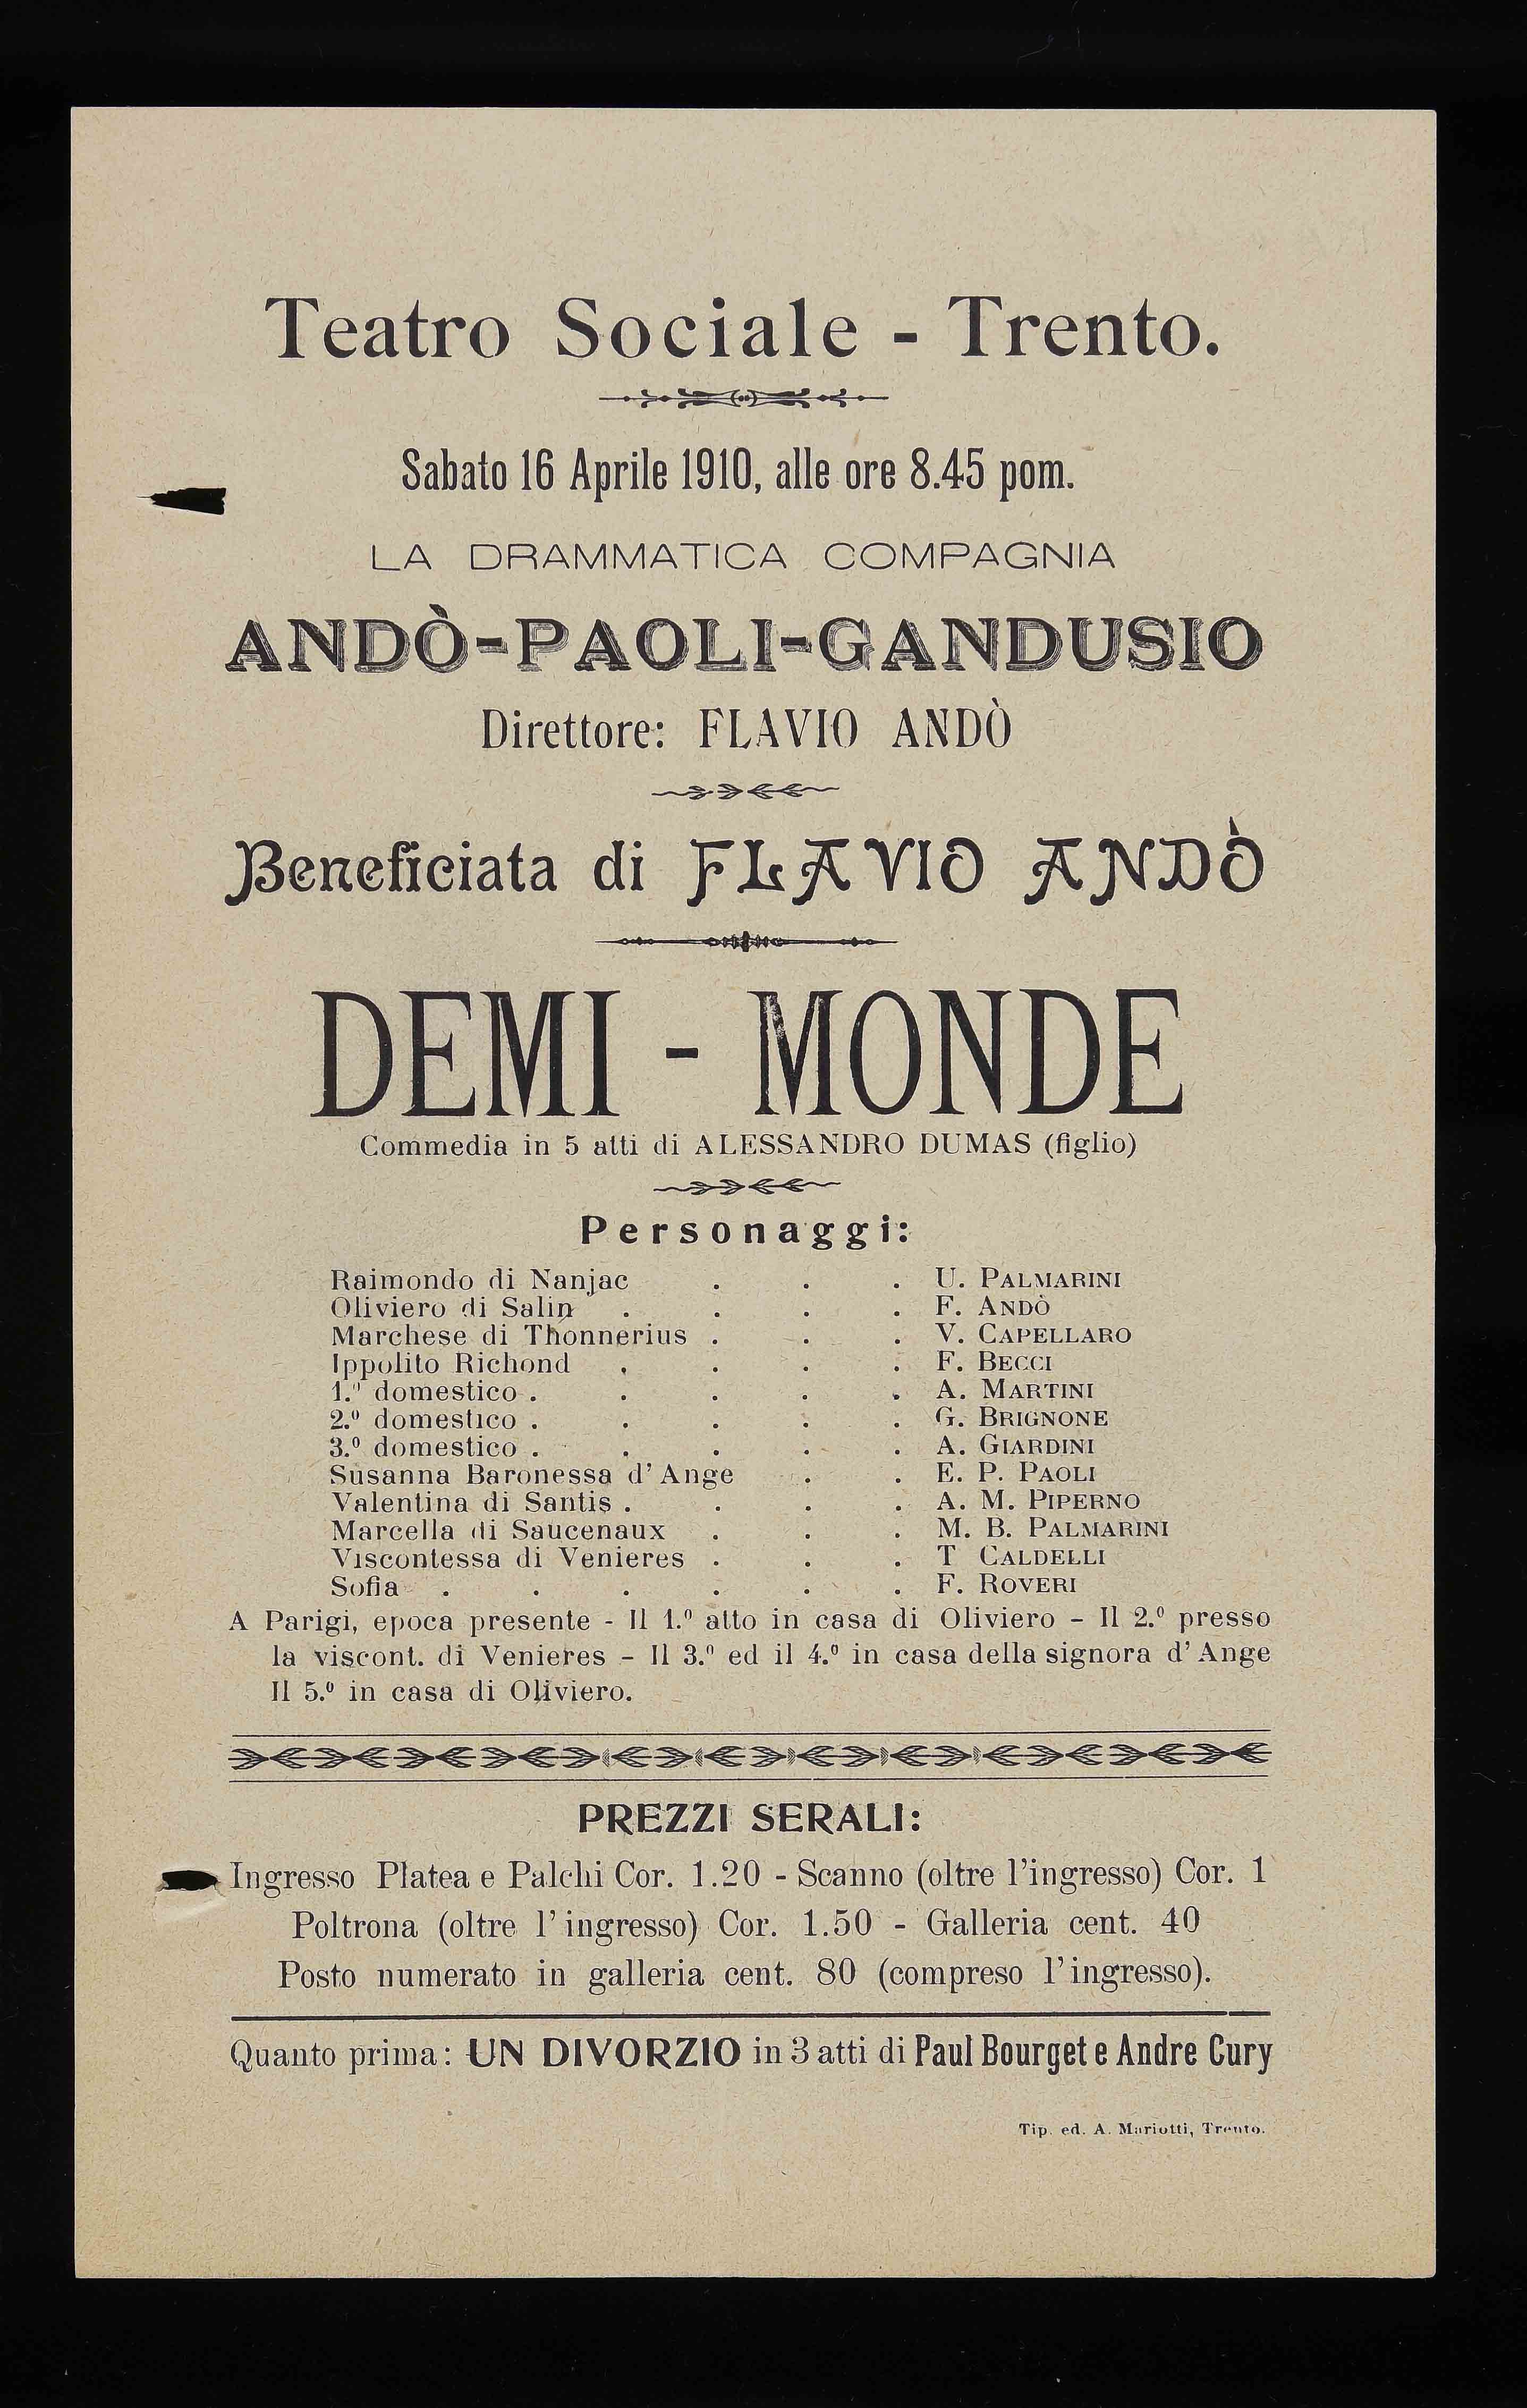 Teatro Sociale - Trento.
Sabato 16 Aprile 1910, alle ore 8.45 pom.
LA DRAMMATICA COMPAGNIA
ANDÒ-PAOLI-GANDUSIO
Direttore: FLAVIO ANDÒ
Beneficiata di FLAVIO ANDÒ
DEMI - MONDE
Commedia in 5 atti di ALESSANDRO DUMAS (figlio)
Personaggi:
Raimondo di Nanjac . . . U. PALMARINI
Oliviero di Salin . . . . F. ANDÒ
Marchese di Thonnerius . . . V. CAPELLARO
Ippolito Richond . . . . F. BECCI
1.º domestico . . . . . A. MARTINI
2.º domestico . . . . . G. BRIGNONE
3.º domestico . . . . . A. GIARDINI
Susanna Baronessa d'Ange . . E. P. PAOLI
Valentina di Santis . . . . A. M. PIPERNO
Marcella di Saucenaux . . . M. B. PALMARINI
Viscontessa di Venieres . . . T CALDELLI
Sofia . . . . . . F. ROVERI
A Parigi, epoca presente - Il 1.º atto in casa di Oliviero - Il 2.º presso
la viscont. di Venieres - Il 3.º ed il 4.º in casa della signora d'Ange
Il 5.º in casa di Oliviero.
PREZZI SERALI:
Ingresso Platea e Palchi Cor. 1.20 - Scanno (oltre l'ingresso) Cor. 1
Poltrona (oltre l'ingresso) Cor. 1.50 - Galleria cent. 40
Posto numerato in galleria cent. 80 (compreso l'ingresso).
Quanto prima: UN DIVORZIO in 3 atti di Paul Bourget e Andre Cury
Tip. ed. A. Mariotti, Trento.